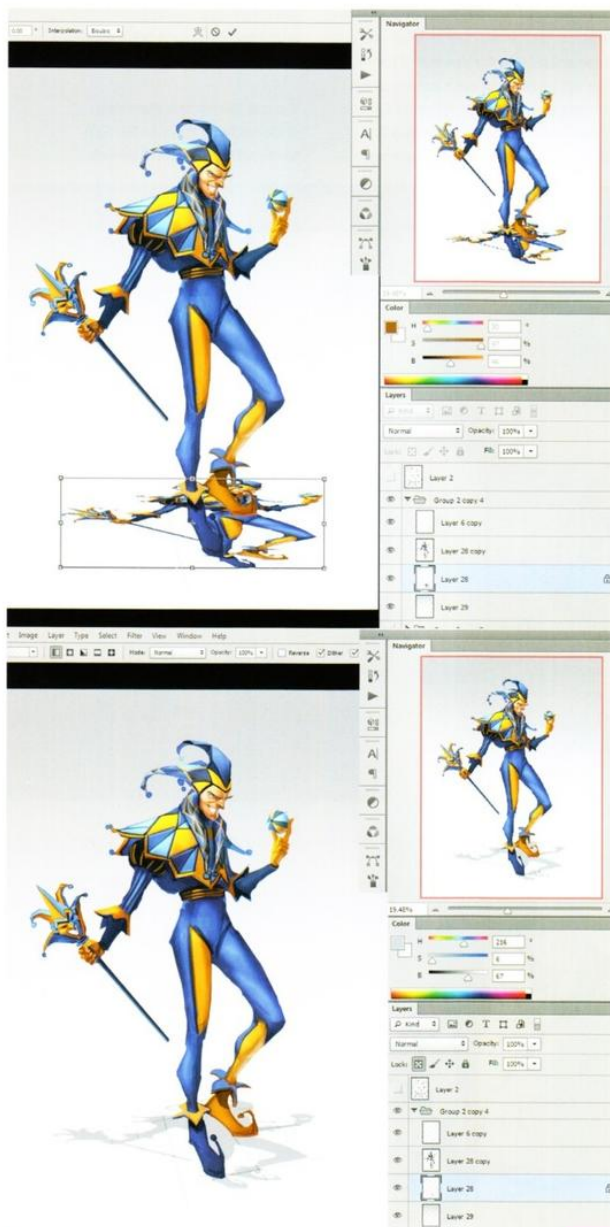 0.00 ° Interpolation: Bicubic
Navigator
Color
H °
S %
B %
Layers
Kind
Normal Opacity: 100%
Lock: Fill: 100%
Layer 2
Group 2 copy 4
Layer 6 copy
Layer 28 copy
Layer 28
Layer 29
Image Layer Type Select Filter View Window Help
Mode: Normal Opacity: 100% Reverse Dither
Navigator
19.48%
Color
H 216 °
S 6 %
B 67 %
Layers
Kind
Normal Opacity: 100%
Lock: Fill: 100%
Layer 2
Group 2 copy 4
Layer 6 copy
Layer 28 copy
Layer 28
Layer 29